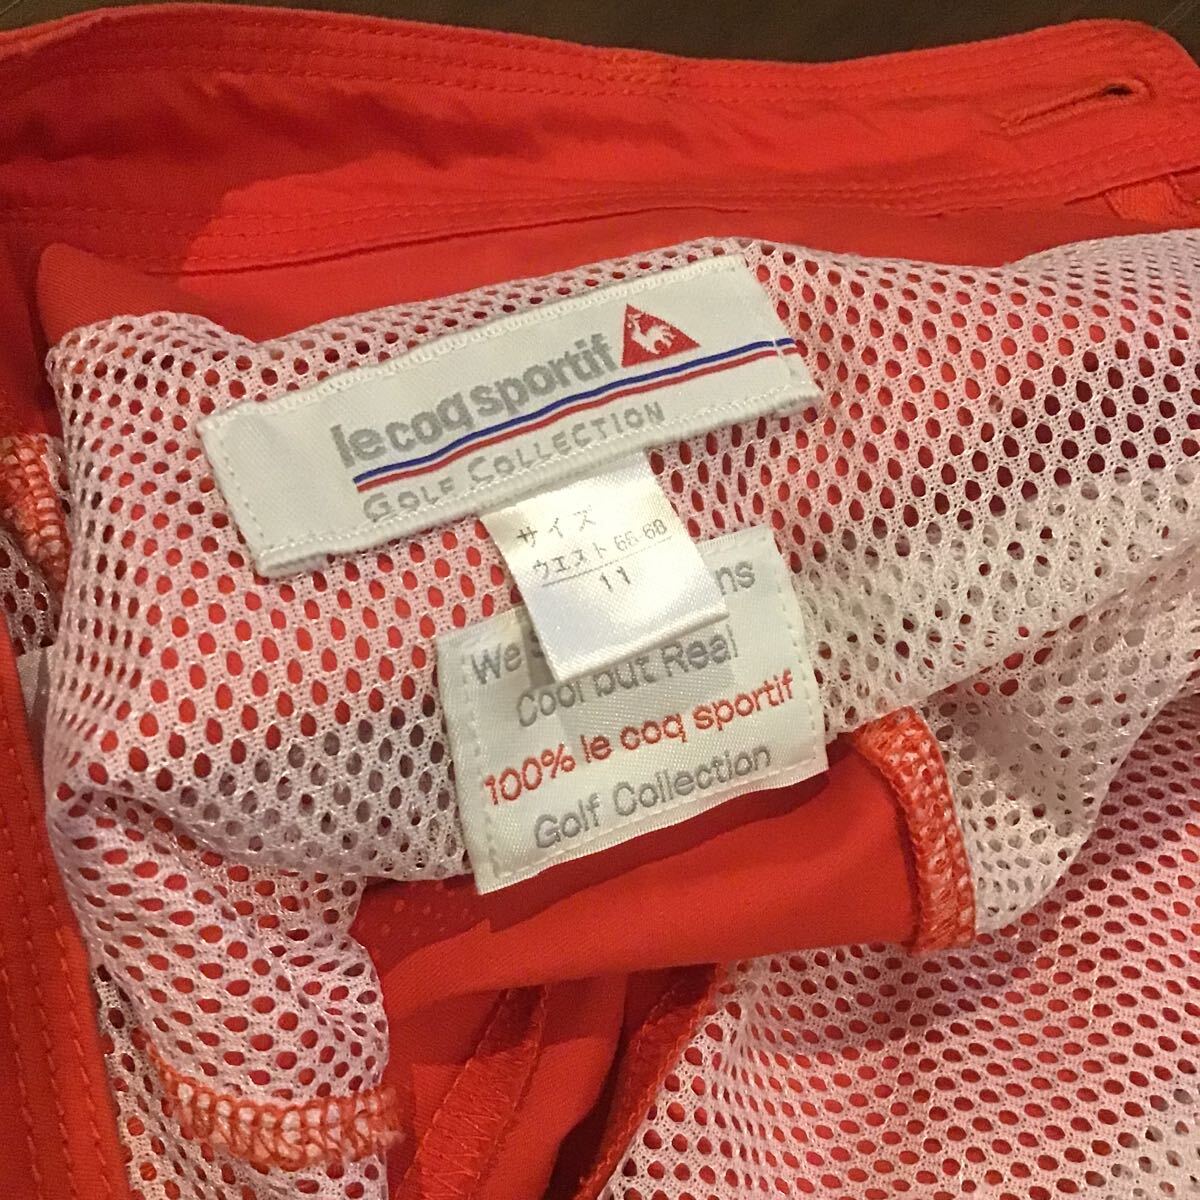 le coq sportif
GOLF COLLECTION
サイズ
ウエスト 66-68
11
We
Cool but Real
100% le coq sportif
Golf Collection